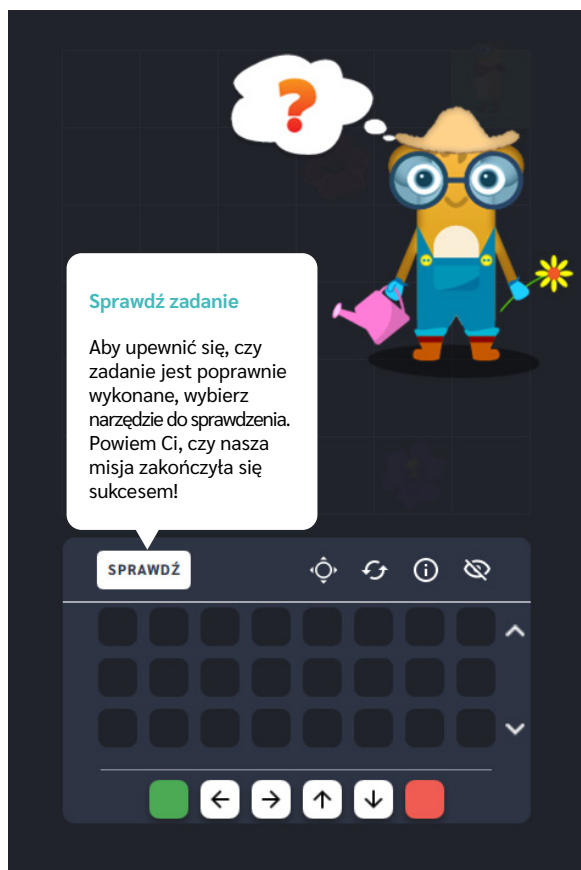 ?
Sprawdź zadanie
Aby upewnić się, czy
zadanie jest poprawnie
wykonane, wybierz
narzędzie do sprawdzenia.
Powiem Ci, czy nasza
misja zakończyła się
sukcesem!
SPRAWDŹ